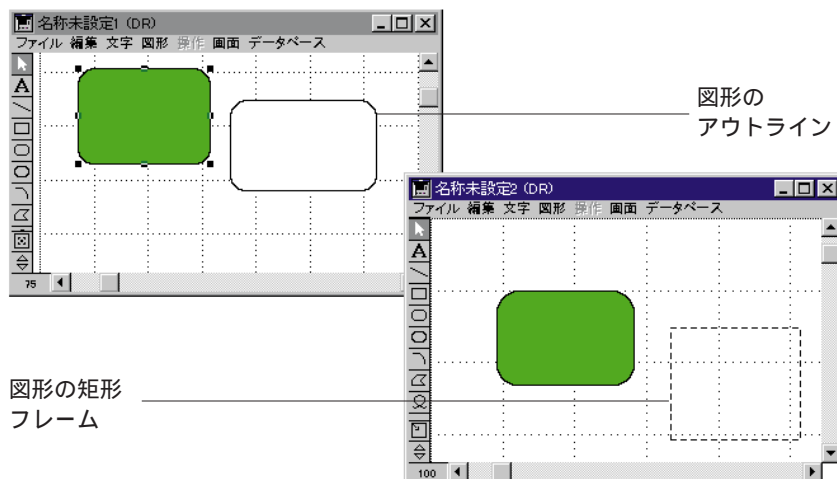 名称未設定1 (DR)
ファイル 編集 文字 図形 操作 画面 データベース
A
75
図形の
アウトライン
名称未設定2 (DR)
ファイル 編集 文字 図形 操作 画面 データベース
A
100
図形の矩形
フレーム